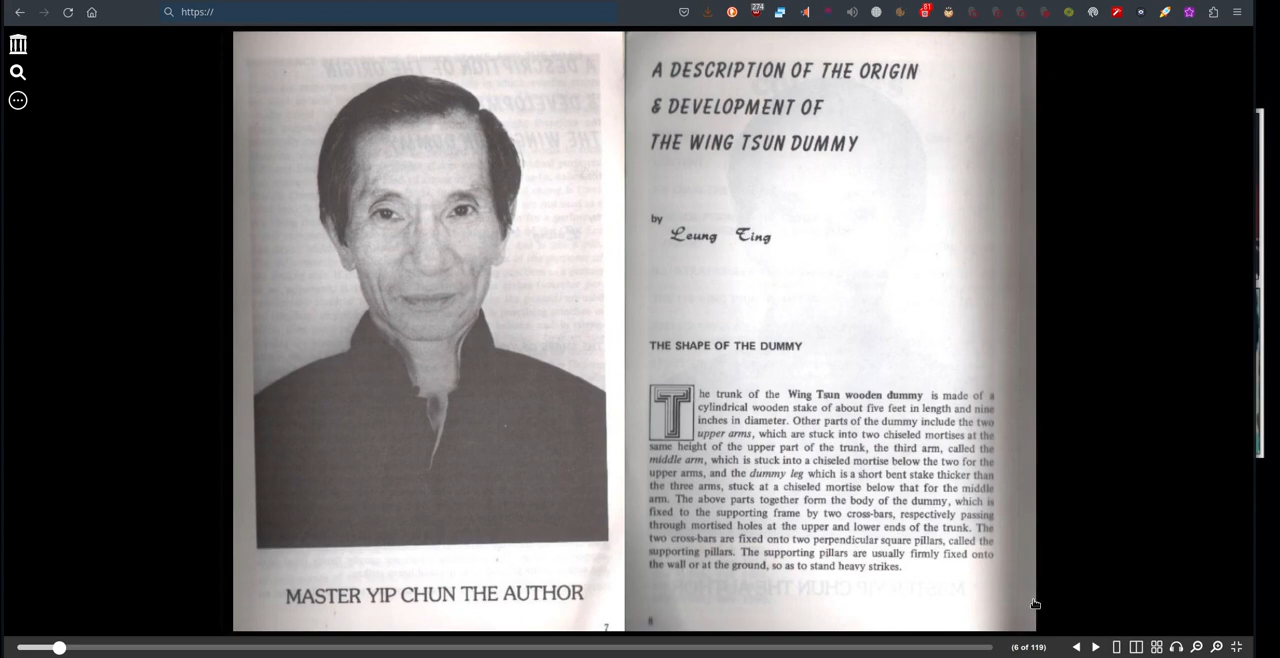 https://
274
81
MASTER YIP CHUN THE AUTHOR
7
A DESCRIPTION OF THE ORIGIN
& DEVELOPMENT OF
THE WING TSUN DUMMY
by
Leung Ting
THE SHAPE OF THE DUMMY
The trunk of the Wing Tsun wooden dummy is made of a
cylindrical wooden stake of about five feet in length and nine
inches in diameter. Other parts of the dummy include the two
upper arms, which are stuck into two chiseled mortises at the
same height of the upper part of the trunk, the third arm, called the
middle arm, which is stuck into a chiseled mortise below the two for the
upper arms, and the dummy leg which is a short bent stake thicker than
the three arms, stuck at a chiseled mortise below that for the middle
arm. The above parts together form the body of the dummy, which is
fixed to the supporting frame by two cross-bars, respectively passing
through mortised holes at the upper and lower ends of the trunk. The
two cross-bars are fixed onto two perpendicular square pillars, called the
supporting pillars. The supporting pillars are usually firmly fixed onto
the wall or at the ground, so as to stand heavy strikes.
8
(6 of 119)